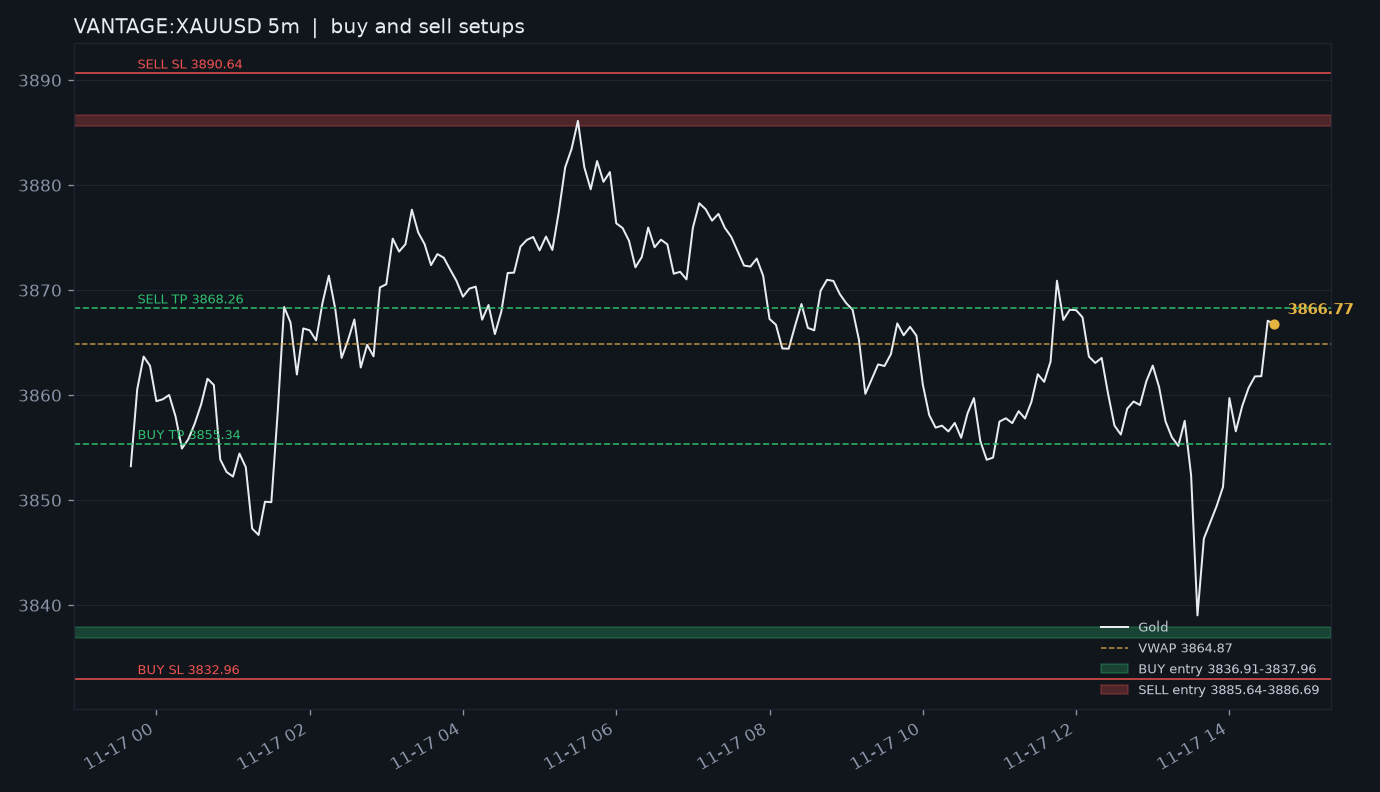 VANTAGE:XAUUSD 5m | buy and sell setups
SELL SL 3890.64
3890
3880
3870
SELL TP 3868.26
3866.77
3860
BUY TP 3855.34
3850
3840
BUY SL 3832.96
Gold
VWAP 3864.87
BUY entry 3836.91-3837.96
SELL entry 3885.64-3886.69
11-17 00
11-17 02
11-17 04
11-17 06
11-17 08
11-17 10
11-17 12
11-17 14